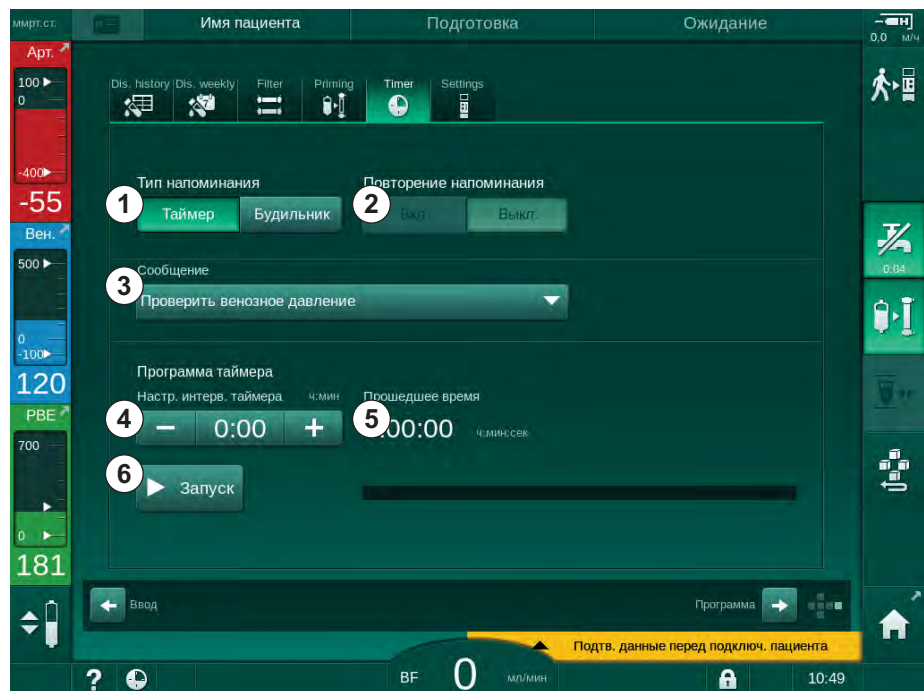 ммрт.ст.
Имя пациента
Подготовка
Ожидание
0,0 м/ч
Арт.
100
0
-400
-55
Вен.
500
0
-100
120
PBE
700
0
181
Dis. history
Dis. weekly
Filter
Priming
Timer
Settings
7
Тип напоминания
Повторение напоминания
1
Таймер
Будильник
2
Вкл.
Выкл.
Сообщение
3
Проверить венозное давление
Программа таймера
Настр. интерв. таймера ч:мин
Прошедшее время
4
0:00
5
:00:00 ч:мин:сек
6
Запуск
Ввод
Программа
Подтв. данные перед подключ. пациента
H
0:04
?
BF 0 мл/мин
10:49